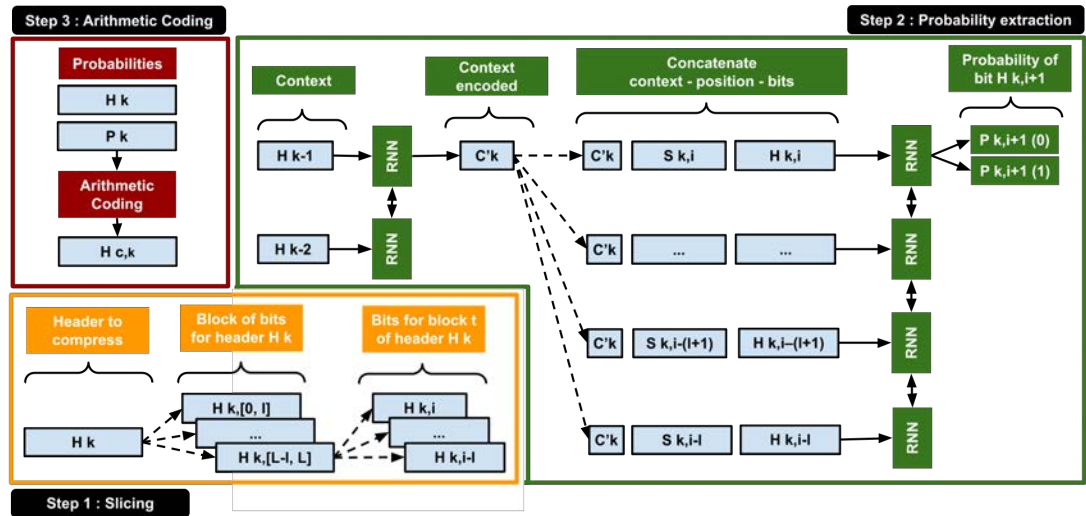 Step 3 : Arithmetic Coding
Probabilities
H k
P k
Arithmetic
Coding
H c,k
Step 2 : Probability extraction
Context
Context
encoded
Concatenate
context - position - bits
Probability of
bit H k,i+1
H k-1
RNN
C'k
C'k
S k,i
H k,i
RNN
P k,i+1 (0)
P k,i+1 (1)
H k-2
RNN
C'k
...
...
RNN
C'k
S k,i-(l+1)
H k,i–(l+1)
RNN
C'k
S k,i-l
H k,i-l
RNN
Header to
compress
Block of bits
for header H k
Bits for block t
of header H k
H k
H k,[0, l]
...
H k,[L-l, L]
H k,i
...
H k,i-l
Step 1 : Slicing